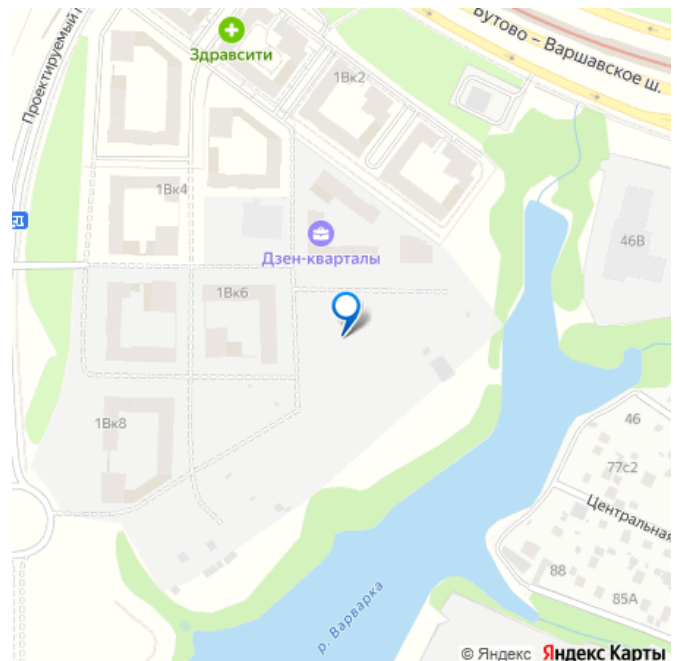 Бутово – Варшавское ш.
Проектируемый
Здравсити
1Вк2
1Вк4
46В
Дзен-кварталы
1Вк6
1Вк8
46
77с2
Центральная
88
85А
р. Варварка
© Яндекс Яндекс Карты